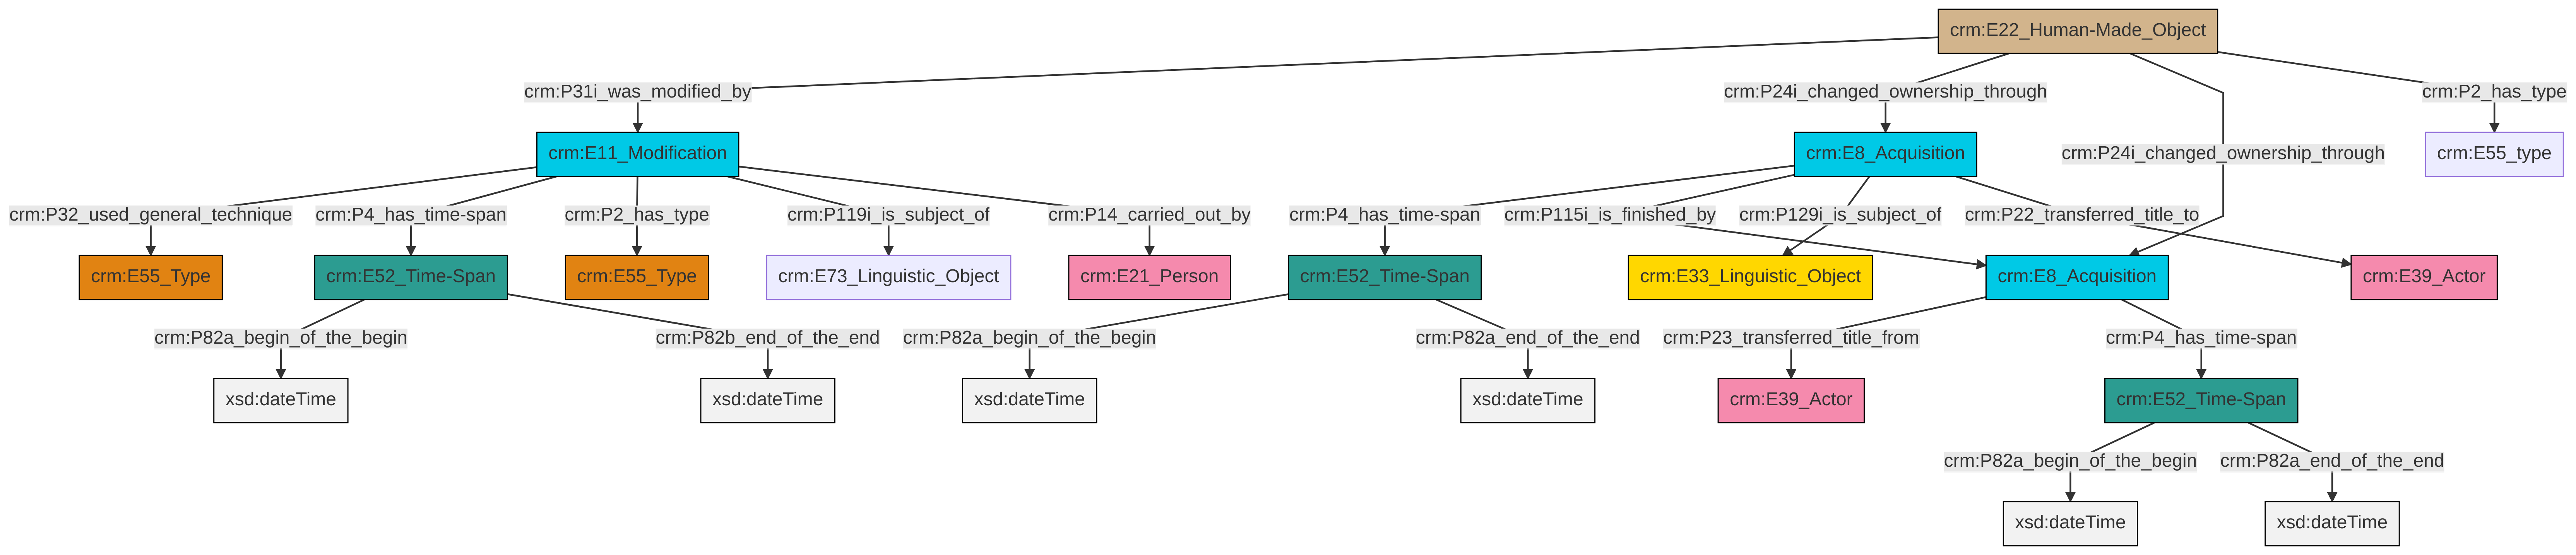 crm:E22_Human-Made_Object
crm:P31i_was_modified_by
crm:P24i_changed_ownership_through
crm:P2_has_type
crm:E11_Modification
crm:E8_Acquisition
crm:P24i_changed_ownership_through
crm:E55_type
crm:P32_used_general_technique
crm:P4_has_time-span
crm:P2_has_type
crm:P119i_is_subject_of
crm:P14_carried_out_by
crm:P4_has_time-span
crm:P115i_is_finished_by
crm:P129i_is_subject_of
crm:P22_transferred_title_to
crm:E55_Type
crm:E52_Time-Span
crm:E55_Type
crm:E73_Linguistic_Object
crm:E21_Person
crm:E52_Time-Span
crm:E33_Linguistic_Object
crm:E8_Acquisition
crm:E39_Actor
crm:P82a_begin_of_the_begin
crm:P82b_end_of_the_end
crm:P82a_begin_of_the_begin
crm:P82a_end_of_the_end
crm:P23_transferred_title_from
crm:P4_has_time-span
xsd:dateTime
xsd:dateTime
xsd:dateTime
xsd:dateTime
crm:E39_Actor
crm:E52_Time-Span
crm:P82a_begin_of_the_begin
crm:P82a_end_of_the_end
xsd:dateTime
xsd:dateTime